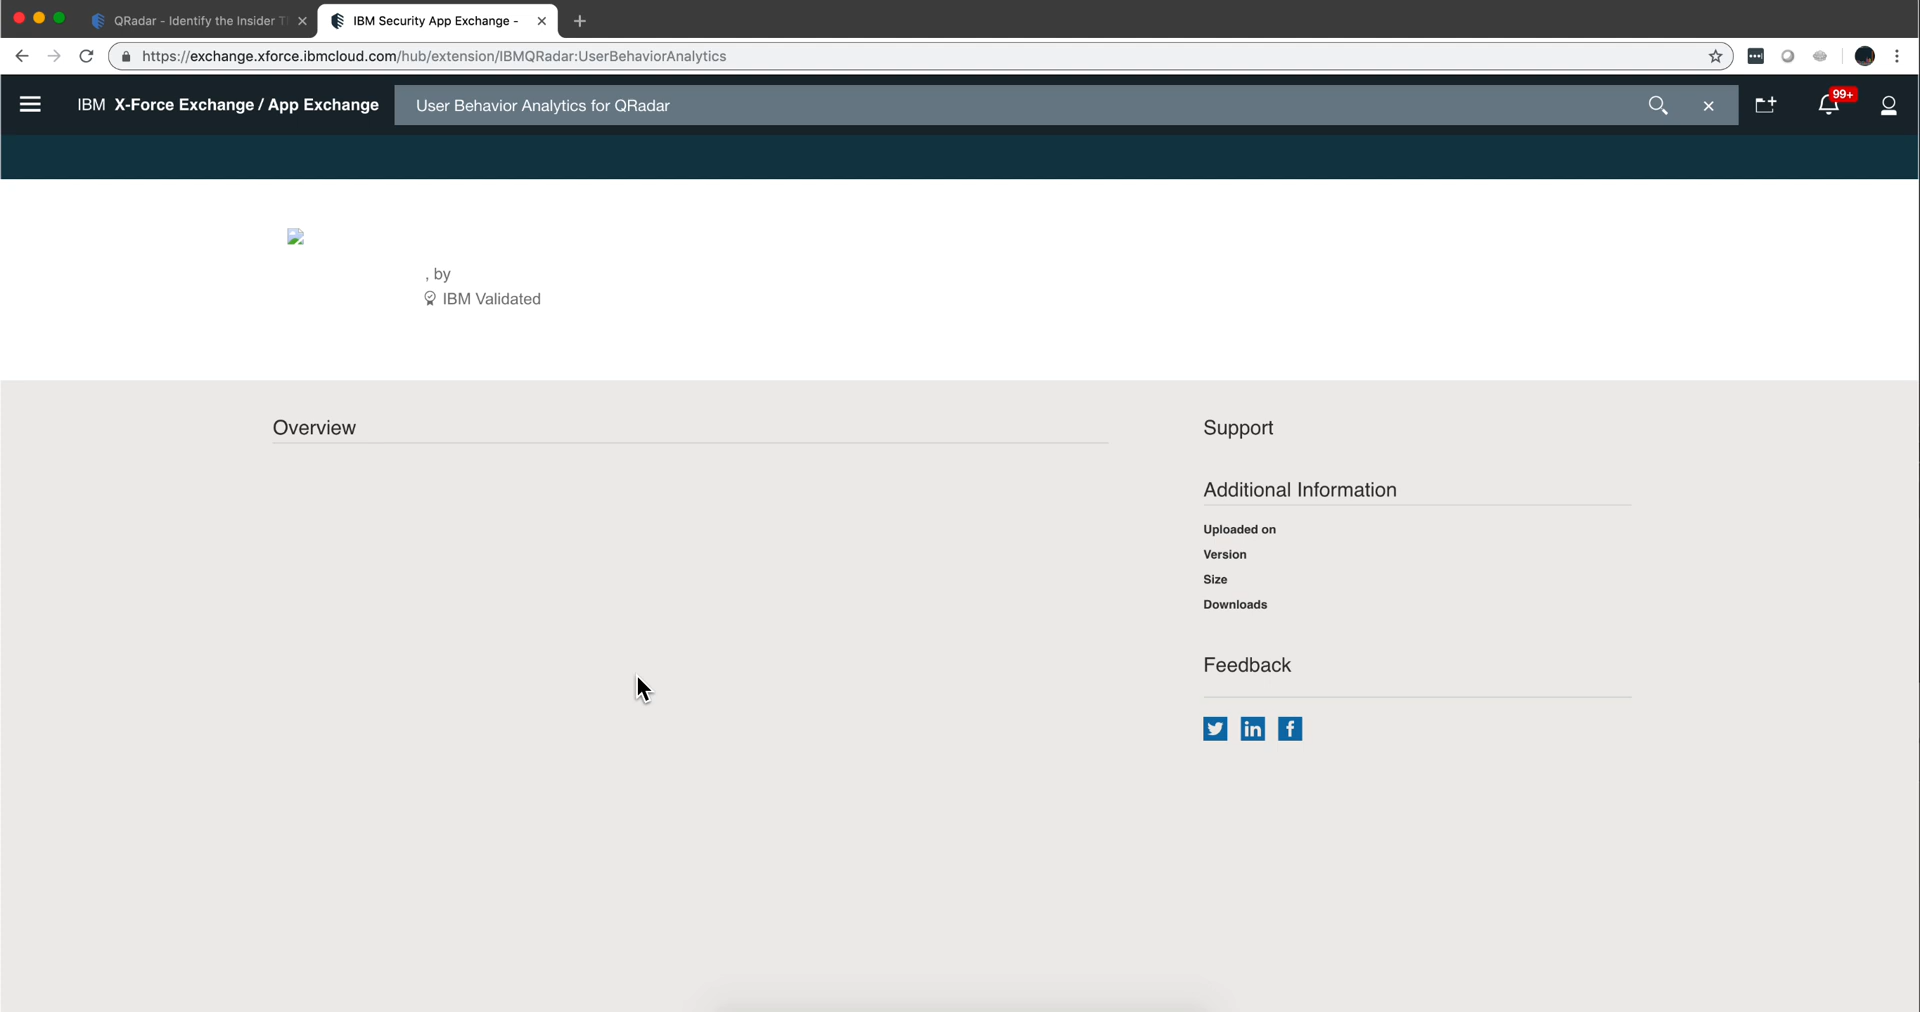 QRadar - Identify the Insider T
IBM Security App Exchange -
https://exchange.xforce.ibmcloud.com/hub/extension/IBMQRadar:UserBehaviorAnalytics
IBM X-Force Exchange / App Exchange
User Behavior Analytics for QRadar
99+
, by
IBM Validated
Overview
Support
Additional Information
Uploaded on
Version
Size
Downloads
Feedback